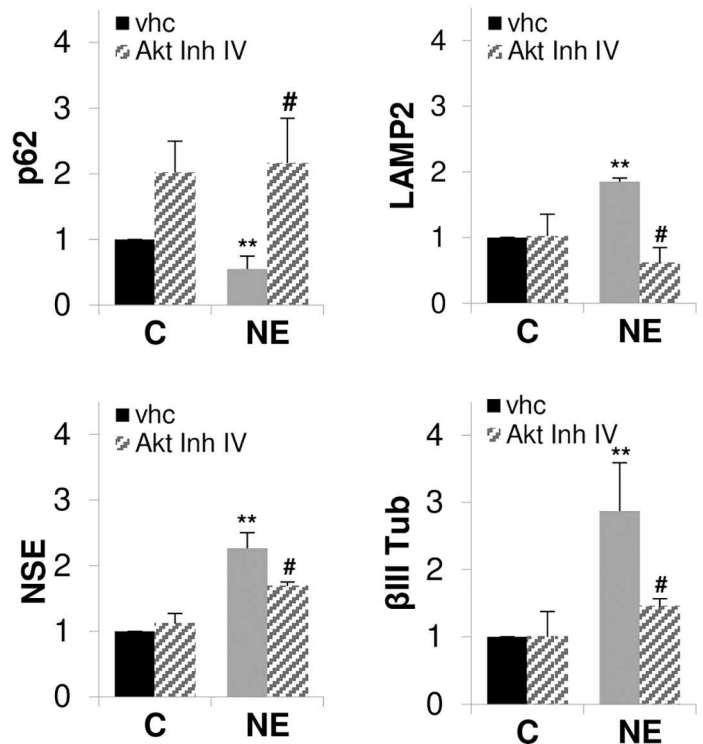 vhc
Akt Inh IV
p62
4
3
2
1
0
#
**
C
NE
vhc
Akt Inh IV
LAMP2
4
3
2
1
0
**
#
C
NE
vhc
Akt Inh IV
NSE
4
3
2
1
0
**
#
C
NE
vhc
Akt Inh IV
βIII Tub
4
3
2
1
0
**
#
C
NE